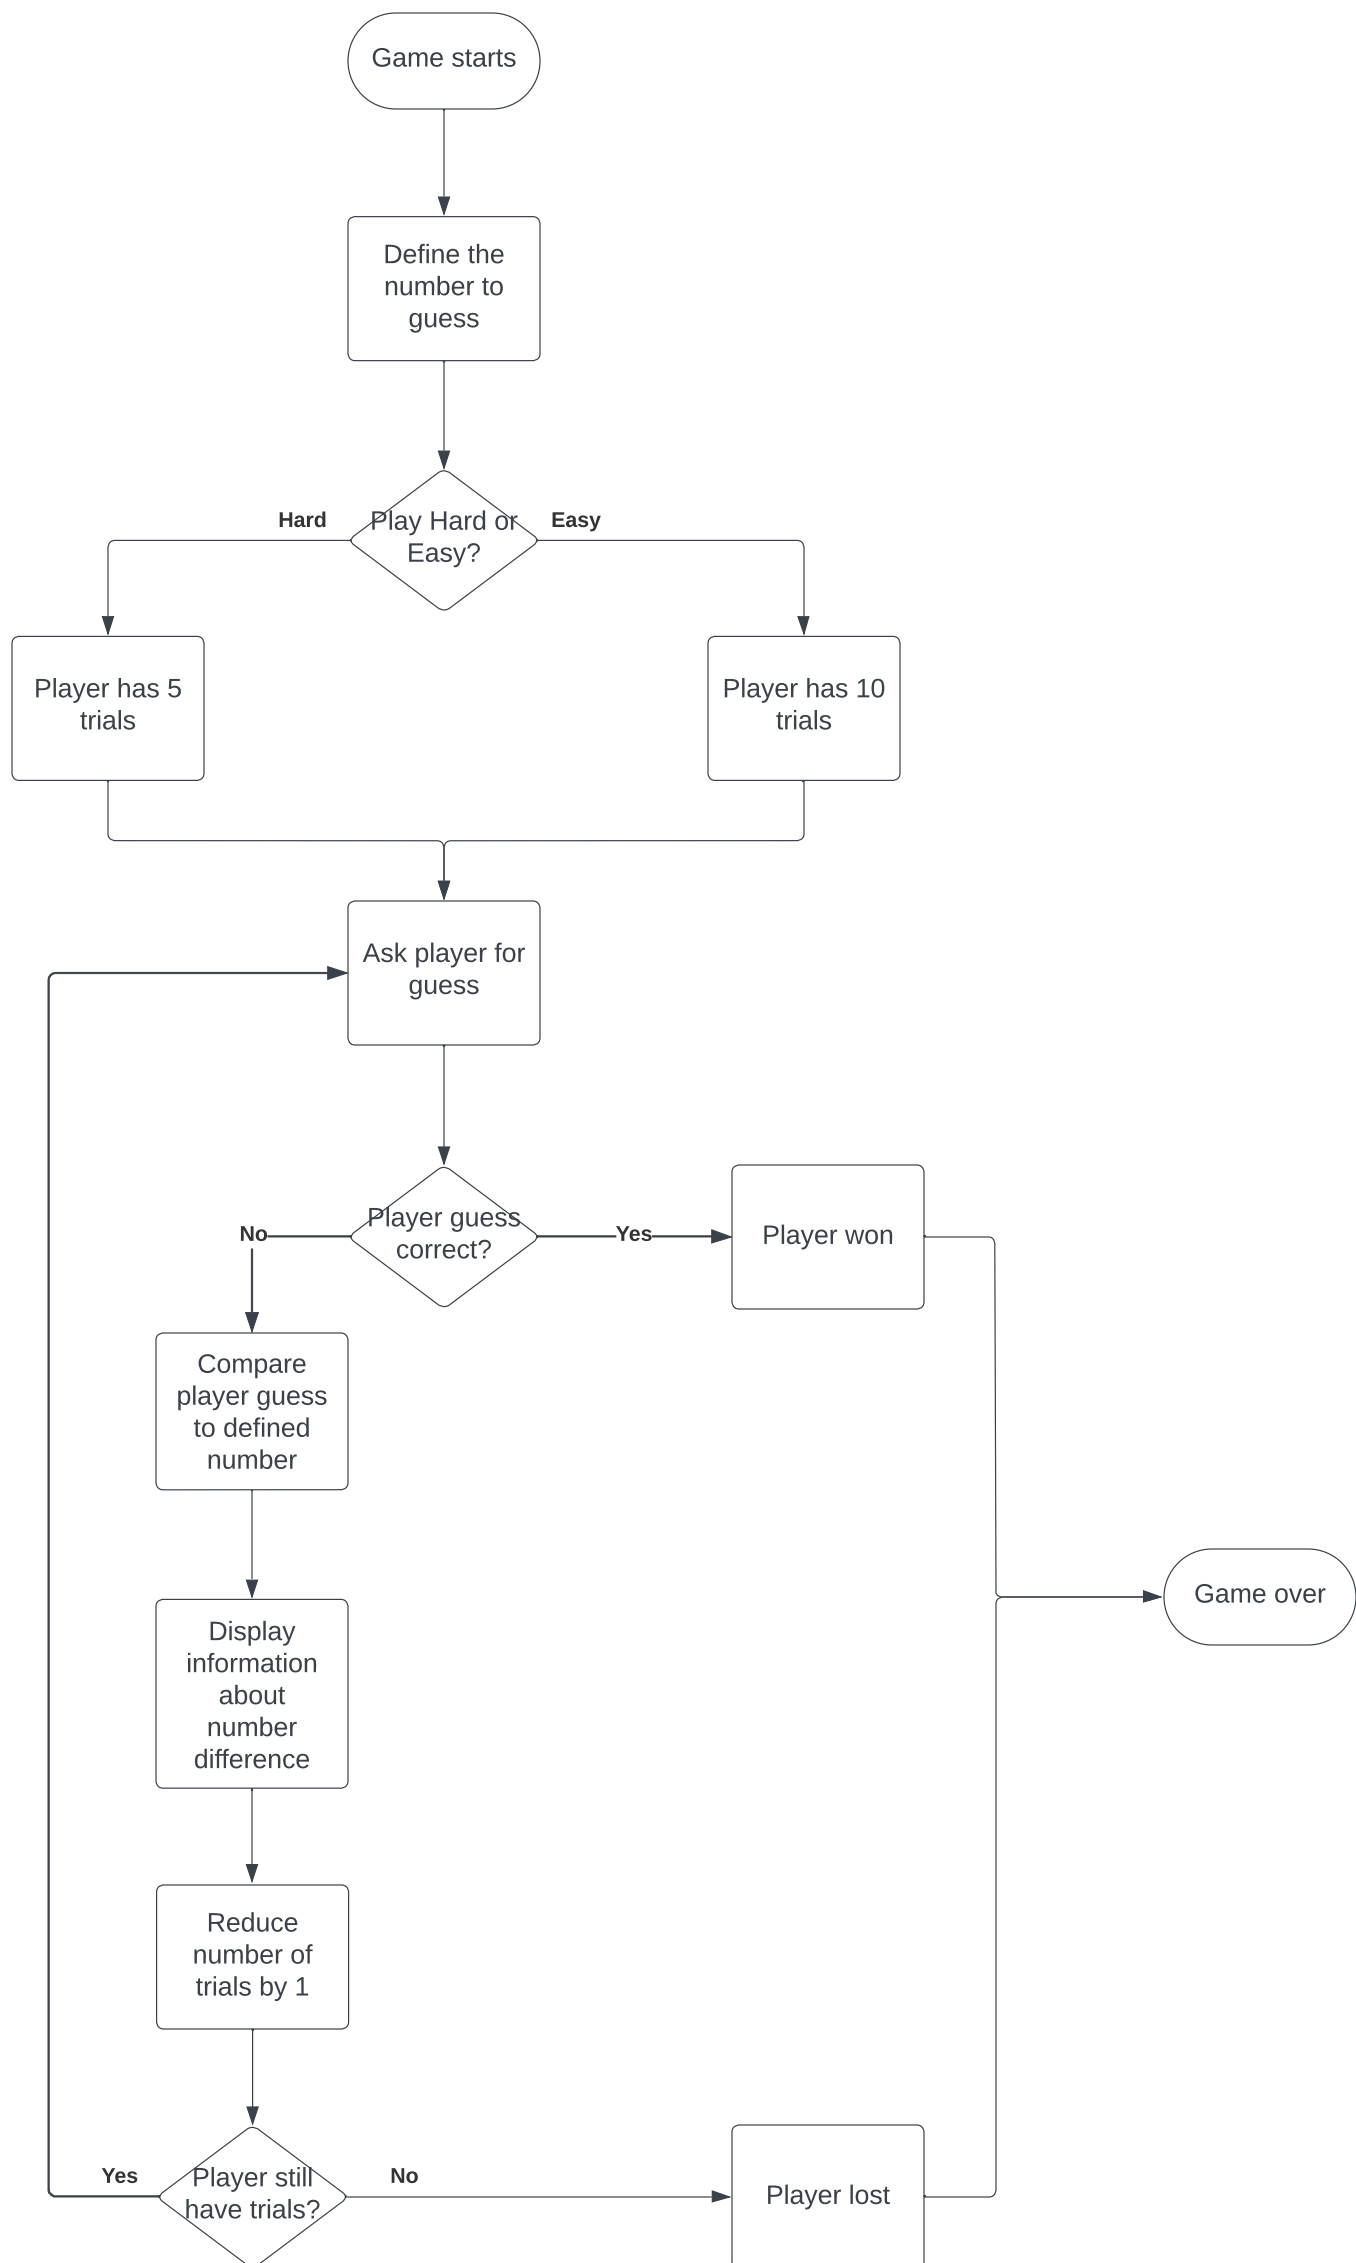 Game starts
Define the
number to
guess
Hard
Play Hard or
Easy?
Easy
Player has 5
trials
Player has 10
trials
Ask player for
guess
No
Player guess
correct?
Yes
Player won
Compare
player guess
to defined
number
Game over
Display
information
about
number
difference
Reduce
number of
trials by 1
Yes
Player still
have trials?
No
Player lost